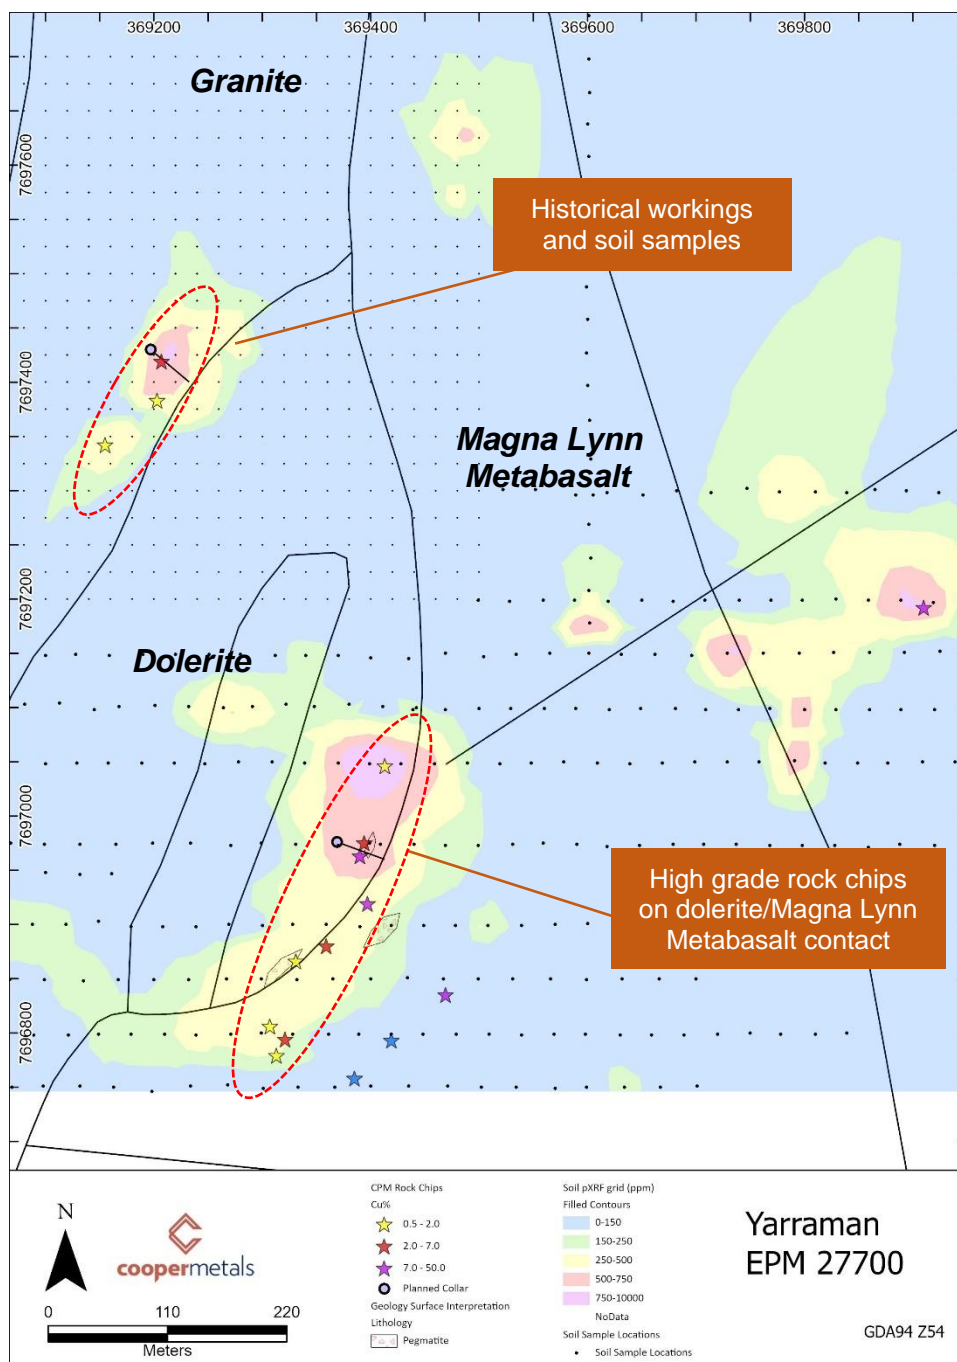 369200
369400
369600
369800
Granite
7697600
Historical workings
and soil samples
7697400
Magna Lynn
Metabasalt
7697200
Dolerite
7697000
High grade rock chips
on dolerite/Magna Lynn
Metabasalt contact
7696800
N
coopermetals
0 110 220
Meters
CPM Rock Chips
Cu%
0.5 - 2.0
2.0 - 7.0
7.0 - 50.0
Planned Collar
Geology Surface Interpretation
Lithology
Pegmatite
Soil pXRF grid (ppm)
Filled Contours
0-150
150-250
250-500
500-750
750-10000
NoData
Soil Sample Locations
Soil Sample Locations
Yarraman
EPM 27700
GDA94 Z54